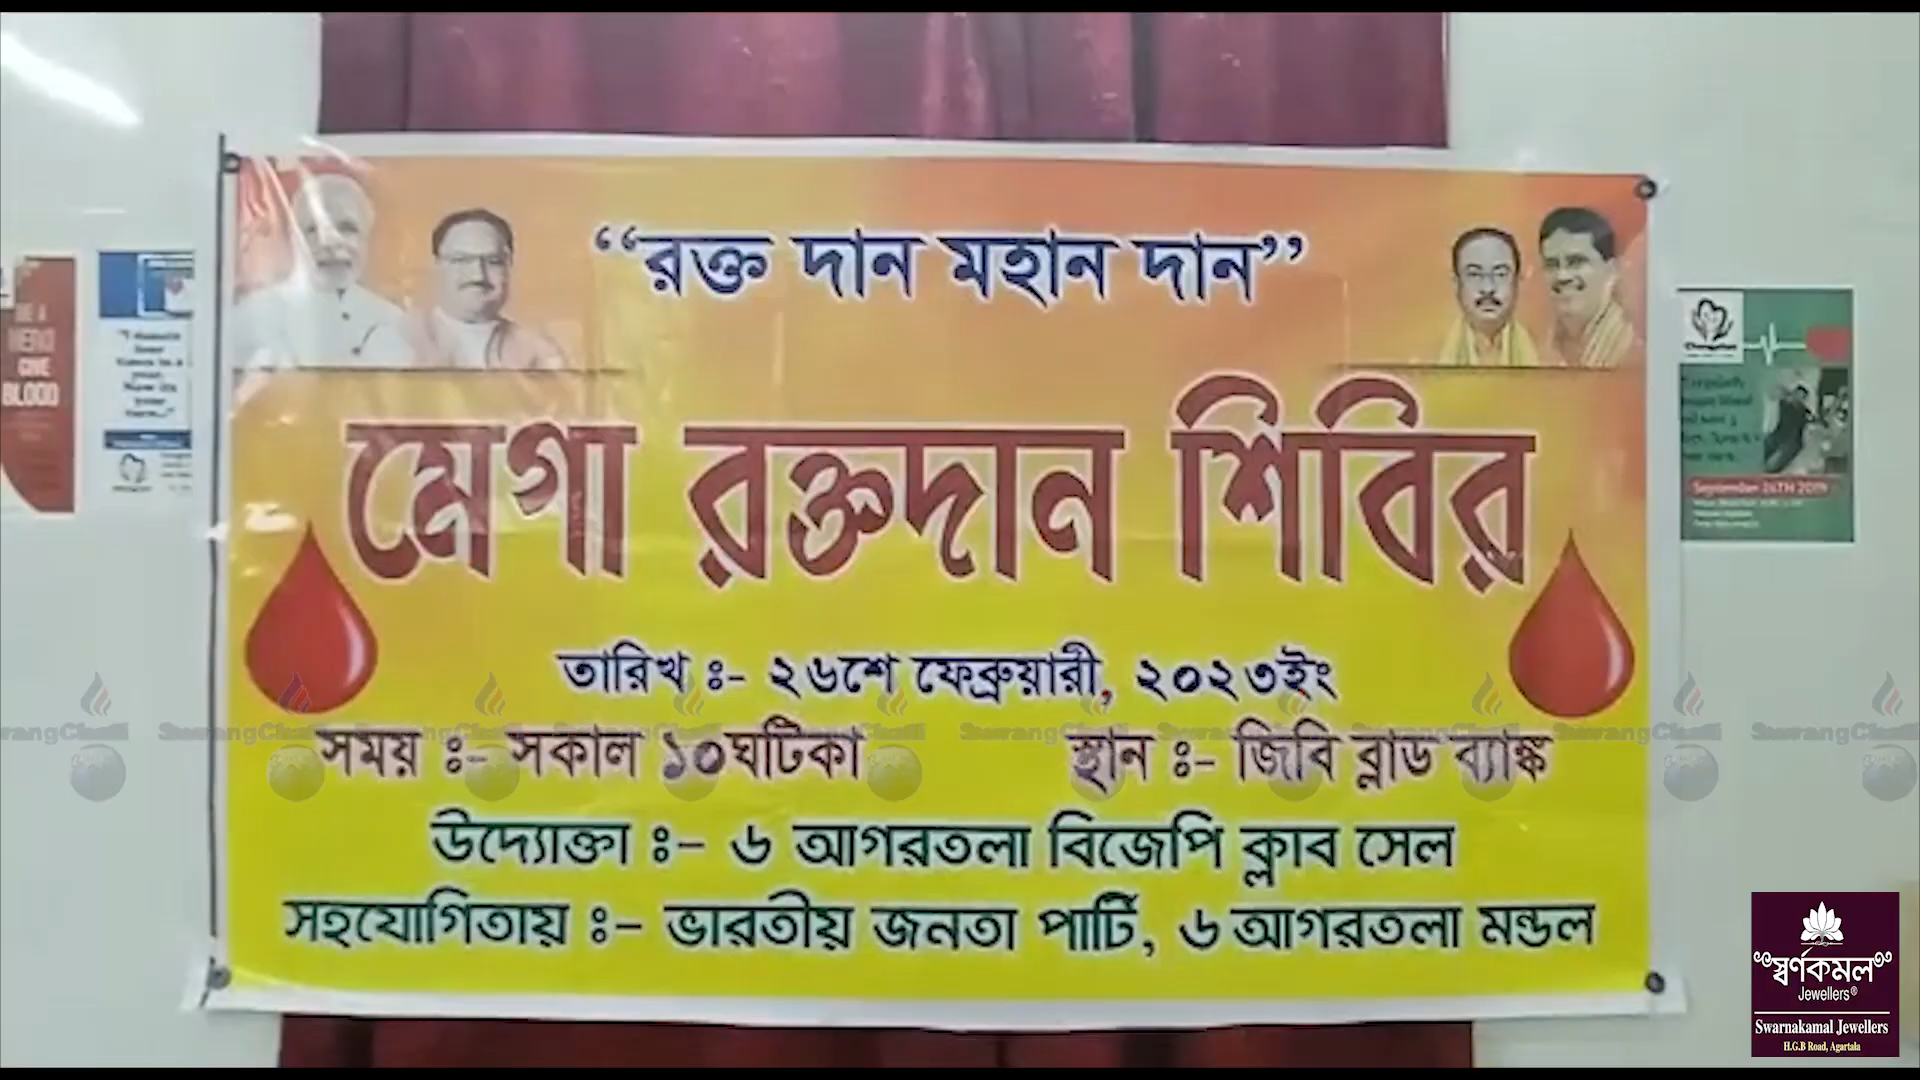 “রক্ত দান মহান দান”
মেগা রক্তদান শিবির
তারিখ ঃ- ২৬শে ফেব্রুয়ারী, ২০২৩ইং
সময় ঃ- সকাল ১০ঘটিকা স্থান ঃ- জিবি ব্লাড ব্যাঙ্ক
উদ্যোক্তা ঃ- ৬ আগরতলা বিজেপি ক্লাব সেল
সহযোগিতায় ঃ- ভারতীয় জনতা পার্টি, ৬ আগরতলা মন্ডল
BE A
HERO
GIVE
BLOOD
September 26TH 2019
স্বর্ণকমল
Jewellers®
Swarnakamal Jewellers
H.G.B Road, Agartala